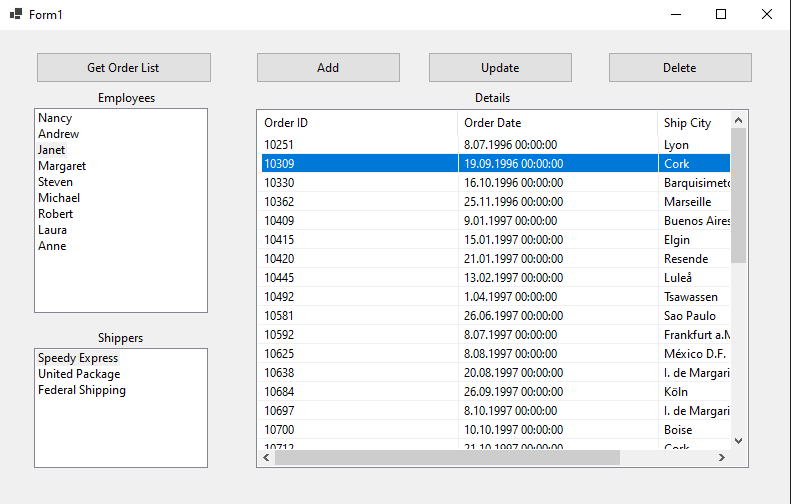 Form1
Get Order List
Add
Update
Delete
Employees
Nancy
Andrew
Janet
Margaret
Steven
Michael
Robert
Laura
Anne
Shippers
Speedy Express
United Package
Federal Shipping
Details
Order ID Order Date Ship City
10251 8.07.1996 00:00:00 Lyon
10309 19.09.1996 00:00:00 Cork
10330 16.10.1996 00:00:00 Barquisimeto
10362 25.11.1996 00:00:00 Marseille
10409 9.01.1997 00:00:00 Buenos Aires
10415 15.01.1997 00:00:00 Elgin
10420 21.01.1997 00:00:00 Resende
10445 13.02.1997 00:00:00 Luleå
10492 1.04.1997 00:00:00 Tsawassen
10581 26.06.1997 00:00:00 Sao Paulo
10592 8.07.1997 00:00:00 Frankfurt a.M
10625 8.08.1997 00:00:00 México D.F.
10638 20.08.1997 00:00:00 I. de Margari
10684 26.09.1997 00:00:00 Köln
10697 8.10.1997 00:00:00 I. de Margari
10700 10.10.1997 00:00:00 Boise
10712 21.10.1997 00:00:00 Cork